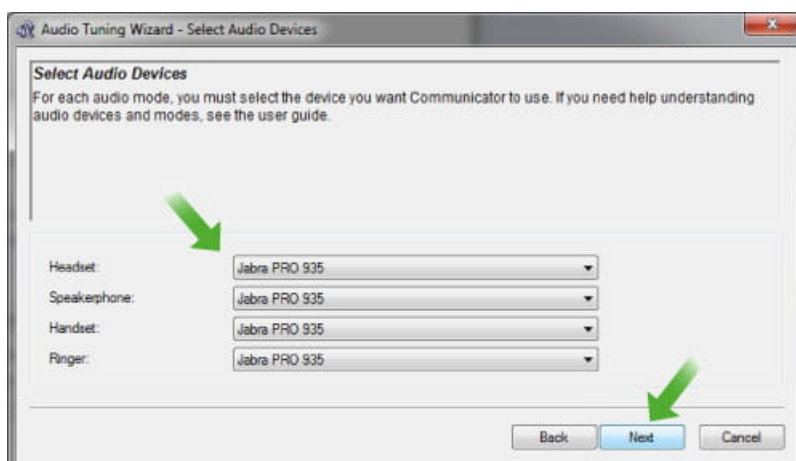 Audio Tuning Wizard - Select Audio Devices
Select Audio Devices
For each audio mode, you must select the device you want Communicator to use. If you need help understanding
audio devices and modes, see the user guide.
Headset: Jabra PRO 935
Speakerphone: Jabra PRO 935
Handset: Jabra PRO 935
Ringer: Jabra PRO 935
Back Next Cancel